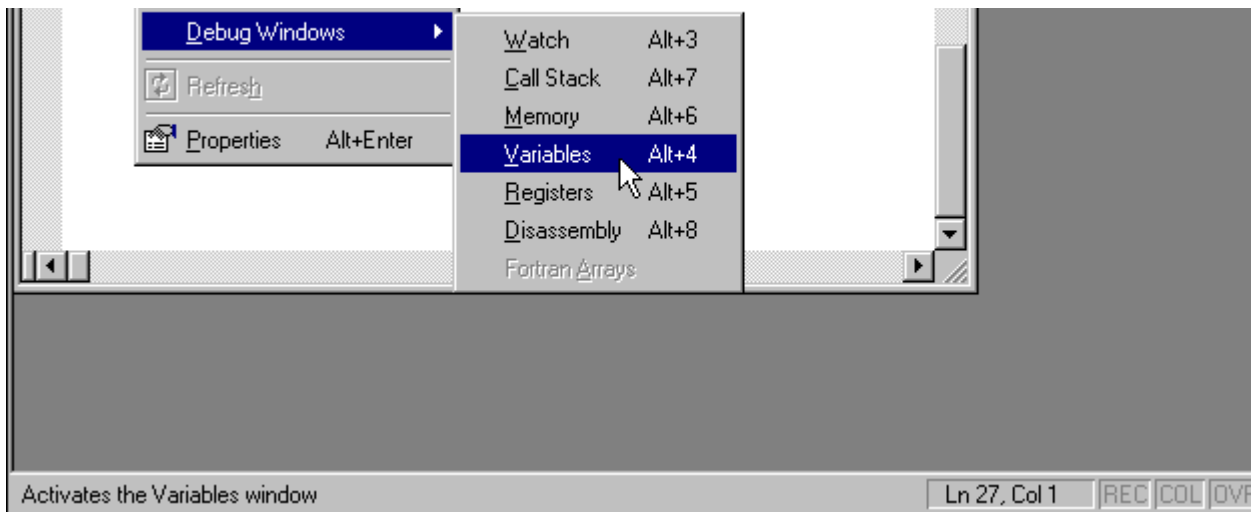 Debug Windows
Refresh
Properties Alt+Enter
Watch Alt+3
Call Stack Alt+7
Memory Alt+6
Variables Alt+4
Registers Alt+5
Disassembly Alt+8
Fortran Arrays
Activates the Variables window
Ln 27, Col 1 REC COL OVR